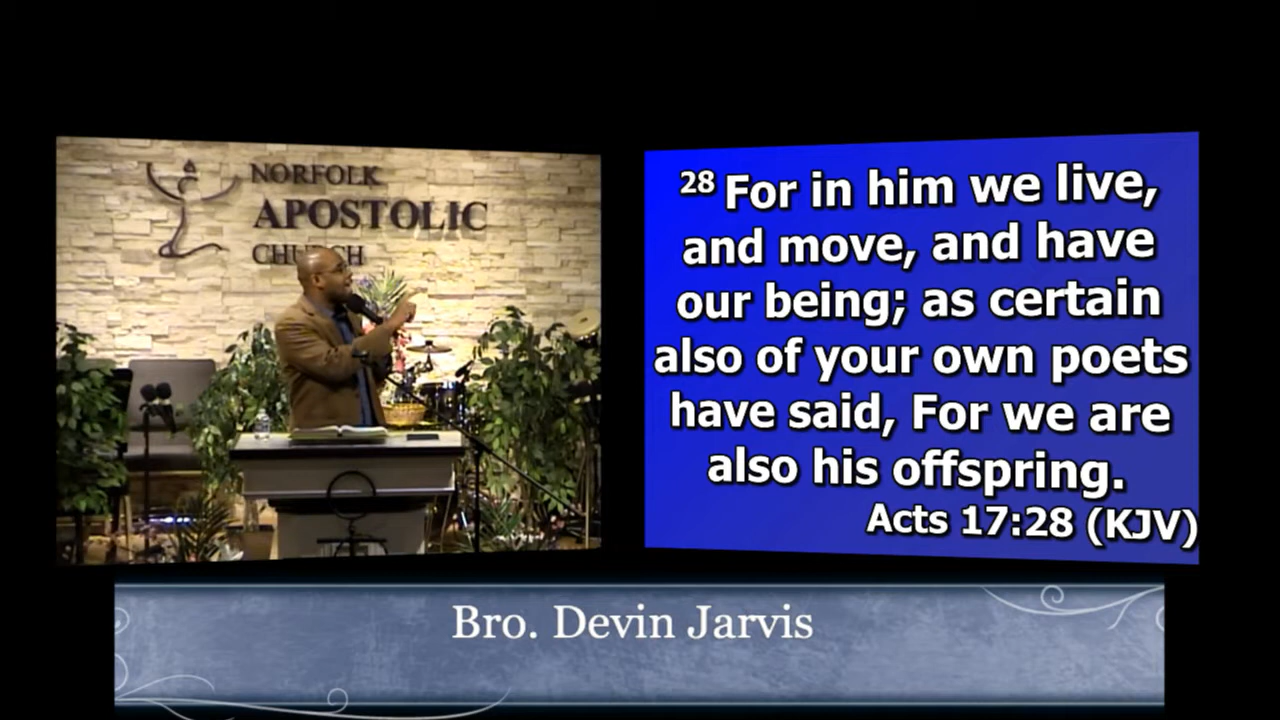 NORFOLK
APOSTOLIC
CHURCH
28 For in him we live,
and move, and have
our being; as certain
also of your own poets
have said, For we are
also his offspring.
Acts 17:28 (KJV)
Bro. Devin Jarvis